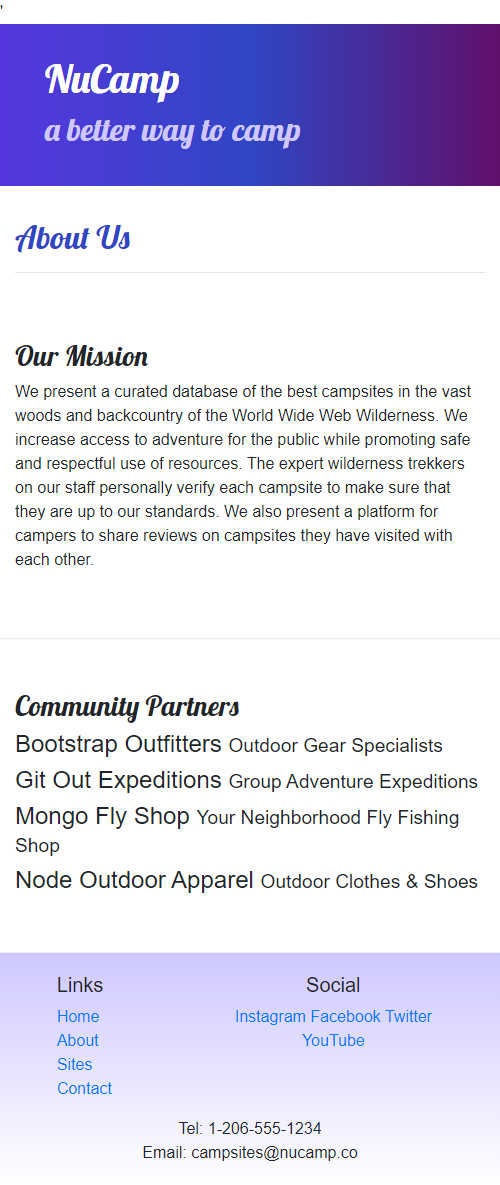 '
NuCamp
a better way to camp
About Us
Our Mission
We present a curated database of the best campsites in the vast
woods and backcountry of the World Wide Web Wilderness. We
increase access to adventure for the public while promoting safe
and respectful use of resources. The expert wilderness trekkers
on our staff personally verify each campsite to make sure that
they are up to our standards. We also present a platform for
campers to share reviews on campsites they have visited with
each other.
Community Partners
Bootstrap Outfitters Outdoor Gear Specialists
Git Out Expeditions Group Adventure Expeditions
Mongo Fly Shop Your Neighborhood Fly Fishing
Shop
Node Outdoor Apparel Outdoor Clothes & Shoes
Links
Home
About
Sites
Contact
Social
Instagram Facebook Twitter
YouTube
Tel: 1-206-555-1234
Email: campsites@nucamp.co